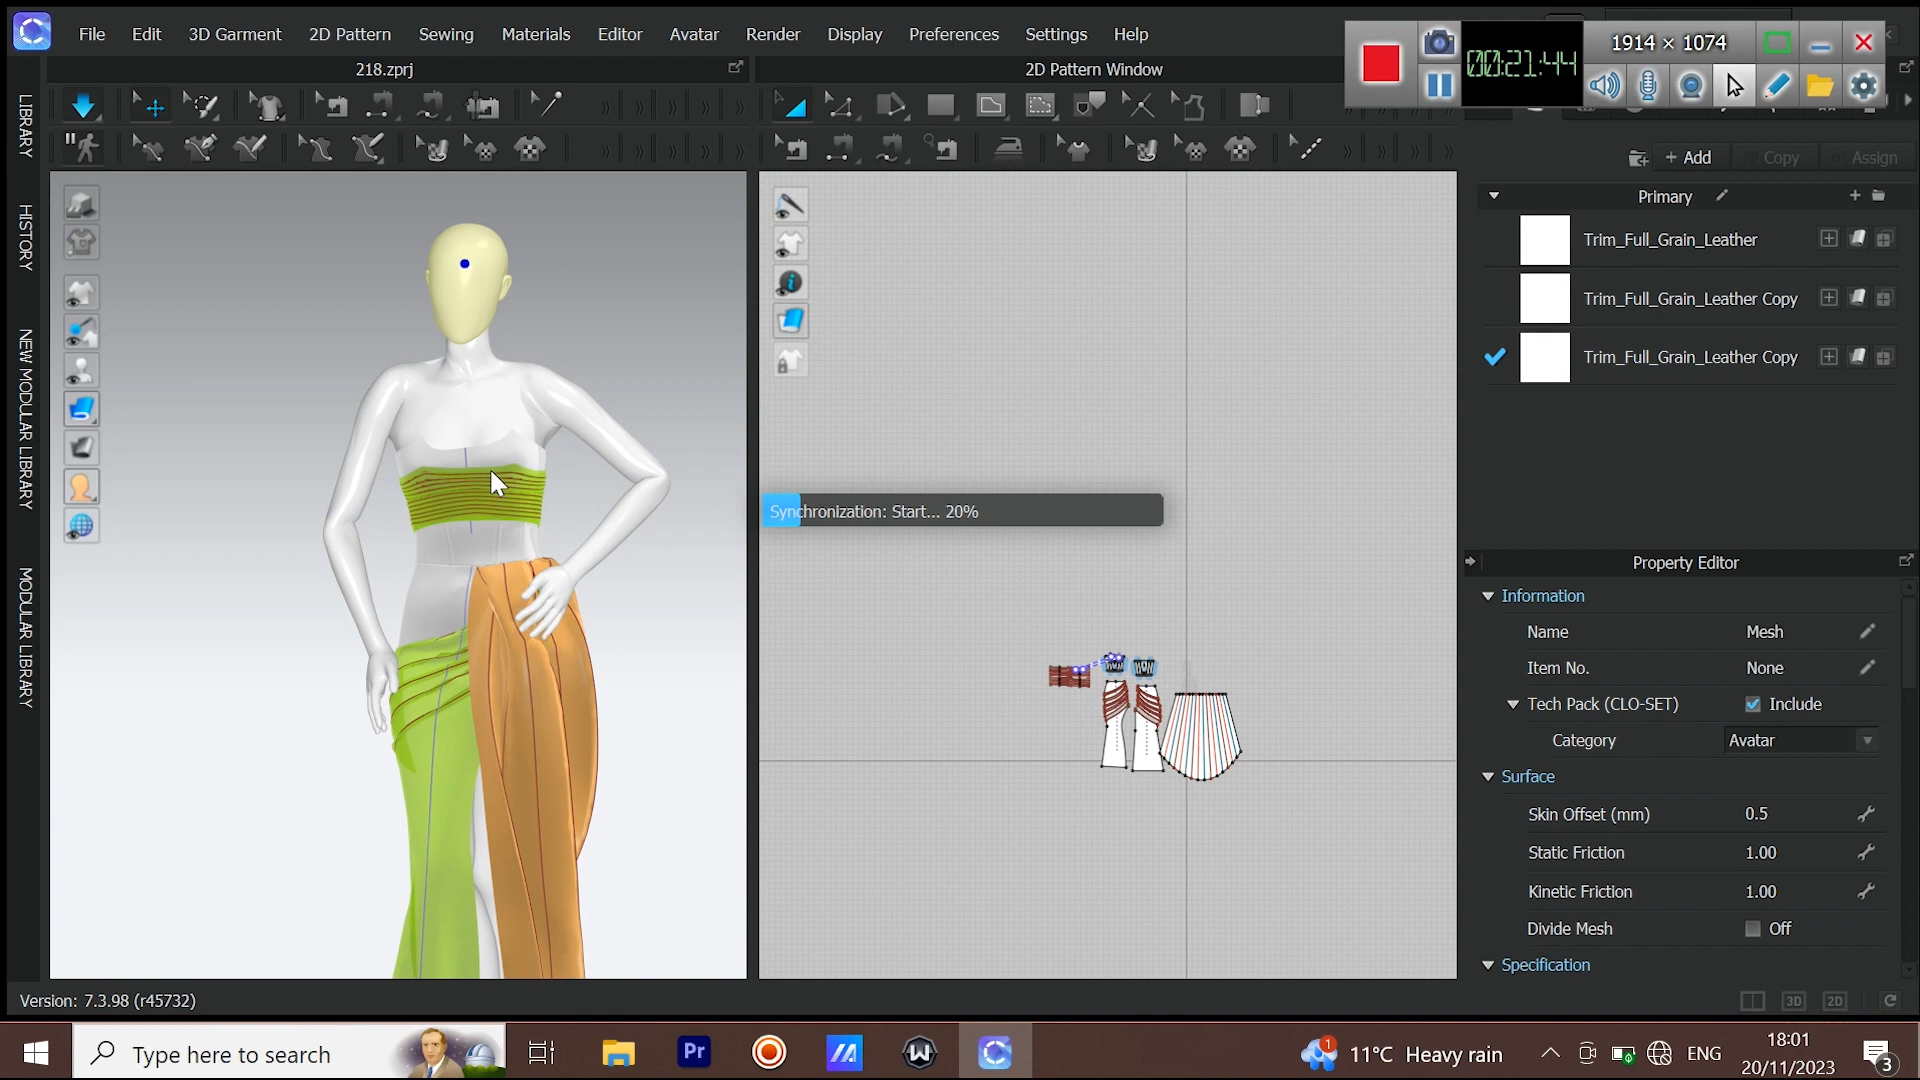 File Edit 3D Garment 2D Pattern Sewing Materials Editor Avatar Render Display Preferences Settings Help
00:21:44
1914 × 1074
218.zprj
2D Pattern Window
LIBRARY
HISTORY
NEW MODULAR LIBRARY
MODULAR LIBRARY
+ Add
Copy
Assign
Primary
Trim_Full_Grain_Leather
Trim_Full_Grain_Leather Copy
Trim_Full_Grain_Leather Copy
Synchronization: Start... 20%
Property Editor
Information
Name Mesh
Item No. None
Tech Pack (CLO-SET) Include
Category Avatar
Surface
Skin Offset (mm) 0.5
Static Friction 1.00
Kinetic Friction 1.00
Divide Mesh Off
Specification
Version: 7.3.98 (r45732)
3D 2D
Type here to search
Pr
1
11°C Heavy rain
ENG
18:01
20/11/2023
3